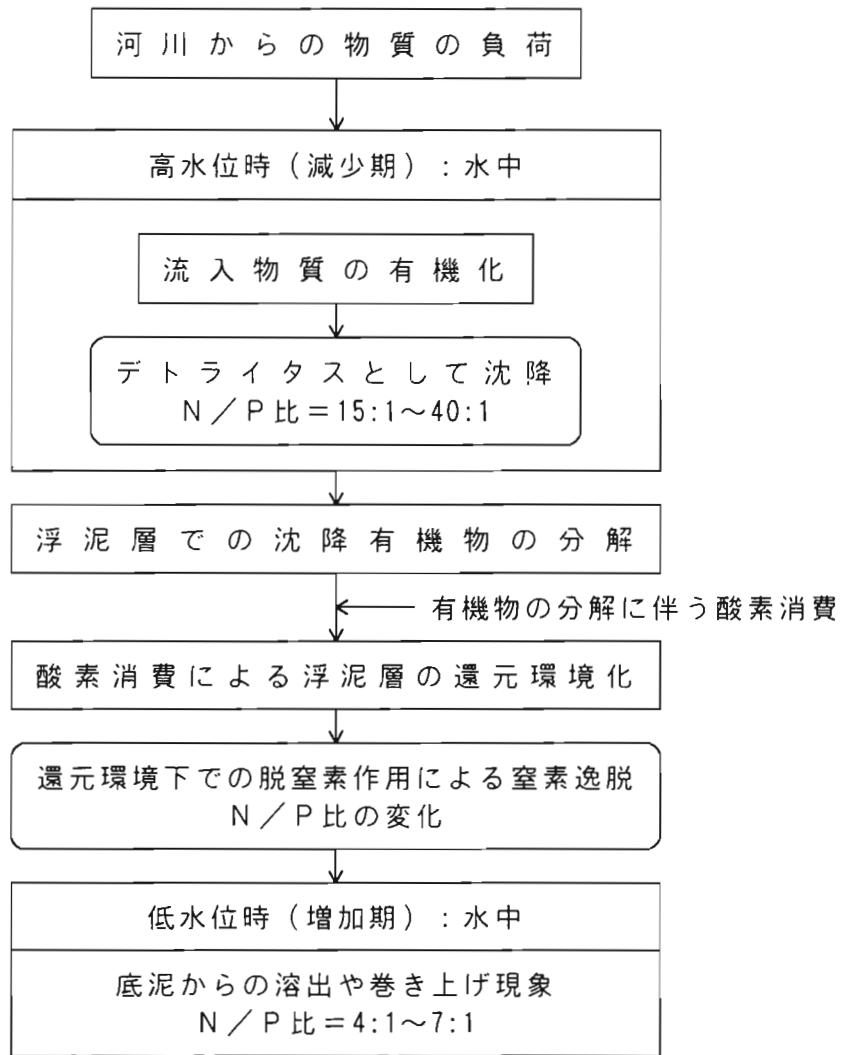 河川からの物質の負荷
高水位時（減少期）：水中
流入物質の有機化
デトライタスとして沈降
N／P比＝15:1～40:1
浮泥層での沈降有機物の分解
有機物の分解に伴う酸素消費
酸素消費による浮泥層の還元環境化
還元環境下での脱窒素作用による窒素逸脱
N／P比の変化
低水位時（増加期）：水中
底泥からの溶出や巻き上げ現象
N／P比＝4:1～7:1